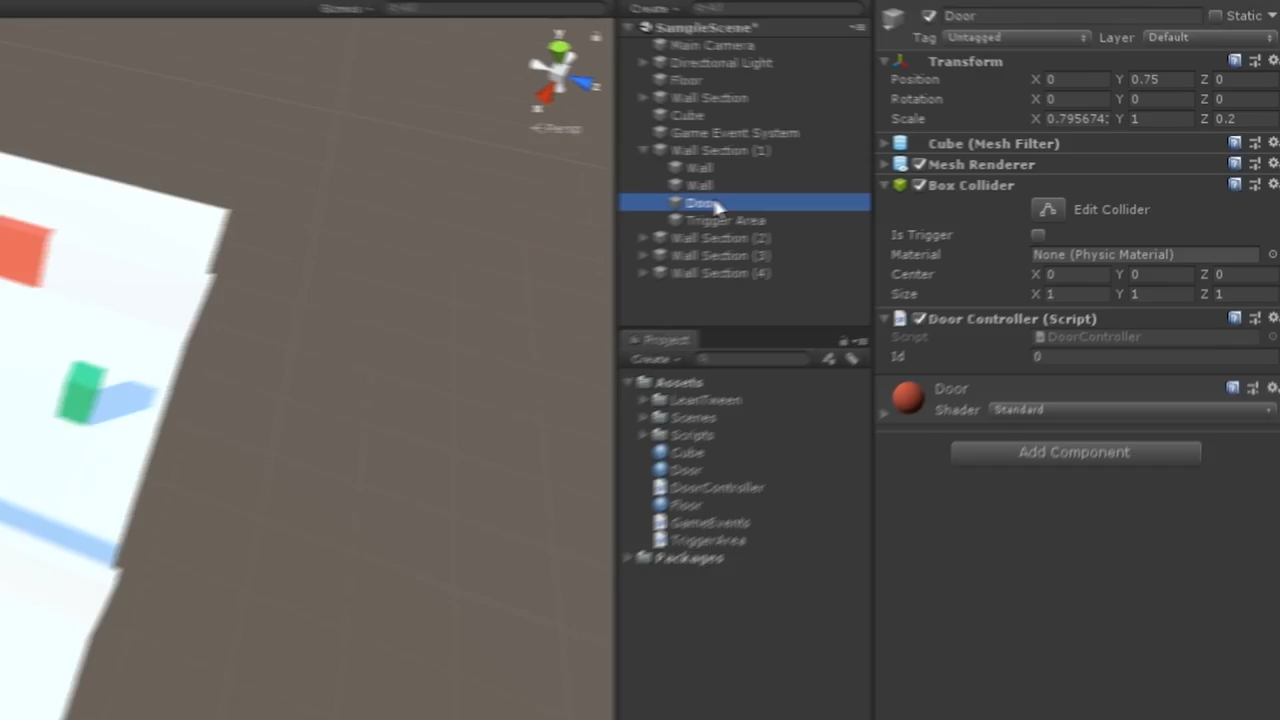 Gizmos
All
Persp
y
x
z
Create
All
SampleScene*
Main Camera
Directional Light
Floor
Wall Section
Cube
Game Event System
Wall Section (1)
Wall
Wall
Door
Trigger Area
Wall Section (2)
Wall Section (3)
Wall Section (4)
Project
Create
Assets
LeanTween
Scenes
Scripts
Cube
Door
DoorController
Floor
GameEvents
TriggerArea
Packages
Door
Static
Tag Untagged Layer Default
Transform
Position X 0 Y 0.75 Z 0
Rotation X 0 Y 0 Z 0
Scale X 0.795674: Y 1 Z 0.2
Cube (Mesh Filter)
Mesh Renderer
Box Collider
Edit Collider
Is Trigger
Material None (Physic Material)
Center X 0 Y 0 Z 0
Size X 1 Y 1 Z 1
Door Controller (Script)
Script DoorController
Id 0
Door
Shader Standard
Add Component